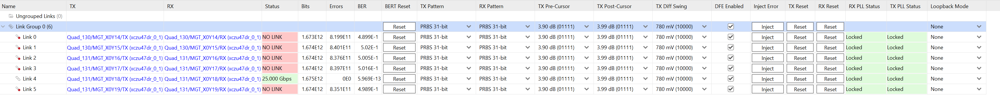 Name TX RX Status Bits Errors BER BERT Reset TX Pattern RX Pattern TX Pre-Cursor TX Post-Cursor TX Diff Swing DFE Enabled Inject Error TX Reset RX Reset RX PLL Status TX PLL Status Loopback Mode
Ungrouped Links (0)
Link Group 0 (6) Reset PRBS 31-bit PRBS 31-bit 3.90 dB (01111) 3.99 dB (01111) 780 mV (10000) Inject Reset Reset None
Link 0 Quad_130/MGT_X0Y14/TX (xczu47dr_0_1) Quad_130/MGT_X0Y14/RX (xczu47dr_0_1) NO LINK 1.673E12 8.199E11 4.899E-1 Reset PRBS 31-bit PRBS 31-bit 3.90 dB (01111) 3.99 dB (01111) 780 mV (10000) Inject Reset Reset Locked Locked None
Link 1 Quad_130/MGT_X0Y15/TX (xczu47dr_0_1) Quad_130/MGT_X0Y15/RX (xczu47dr_0_1) NO LINK 1.674E12 8.401E11 5.02E-1 Reset PRBS 31-bit PRBS 31-bit 3.90 dB (01111) 3.99 dB (01111) 780 mV (10000) Inject Reset Reset Locked Locked None
Link 2 Quad_131/MGT_X0Y16/TX (xczu47dr_0_1) Quad_131/MGT_X0Y16/RX (xczu47dr_0_1) NO LINK 1.674E12 8.376E11 5.005E-1 Reset PRBS 31-bit PRBS 31-bit 3.90 dB (01111) 3.99 dB (01111) 780 mV (10000) Inject Reset Reset Locked Locked None
Link 3 Quad_131/MGT_X0Y17/TX (xczu47dr_0_1) Quad_131/MGT_X0Y17/RX (xczu47dr_0_1) NO LINK 1.674E12 8.397E11 5.016E-1 Reset PRBS 31-bit PRBS 31-bit 3.90 dB (01111) 3.99 dB (01111) 780 mV (10000) Inject Reset Reset Locked Locked None
Link 4 Quad_131/MGT_X0Y18/TX (xczu47dr_0_1) Quad_131/MGT_X0Y18/RX (xczu47dr_0_1) 25.000 Gbps 1.675E12 0E0 5.969E-13 Reset PRBS 31-bit PRBS 31-bit 3.90 dB (01111) 3.99 dB (01111) 780 mV (10000) Inject Reset Reset Locked Locked None
Link 5 Quad_131/MGT_X0Y19/TX (xczu47dr_0_1) Quad_131/MGT_X0Y19/RX (xczu47dr_0_1) NO LINK 1.674E12 8.351E11 4.989E-1 Reset PRBS 31-bit PRBS 31-bit 3.90 dB (01111) 3.99 dB (01111) 780 mV (10000) Inject Reset Reset Locked Locked None